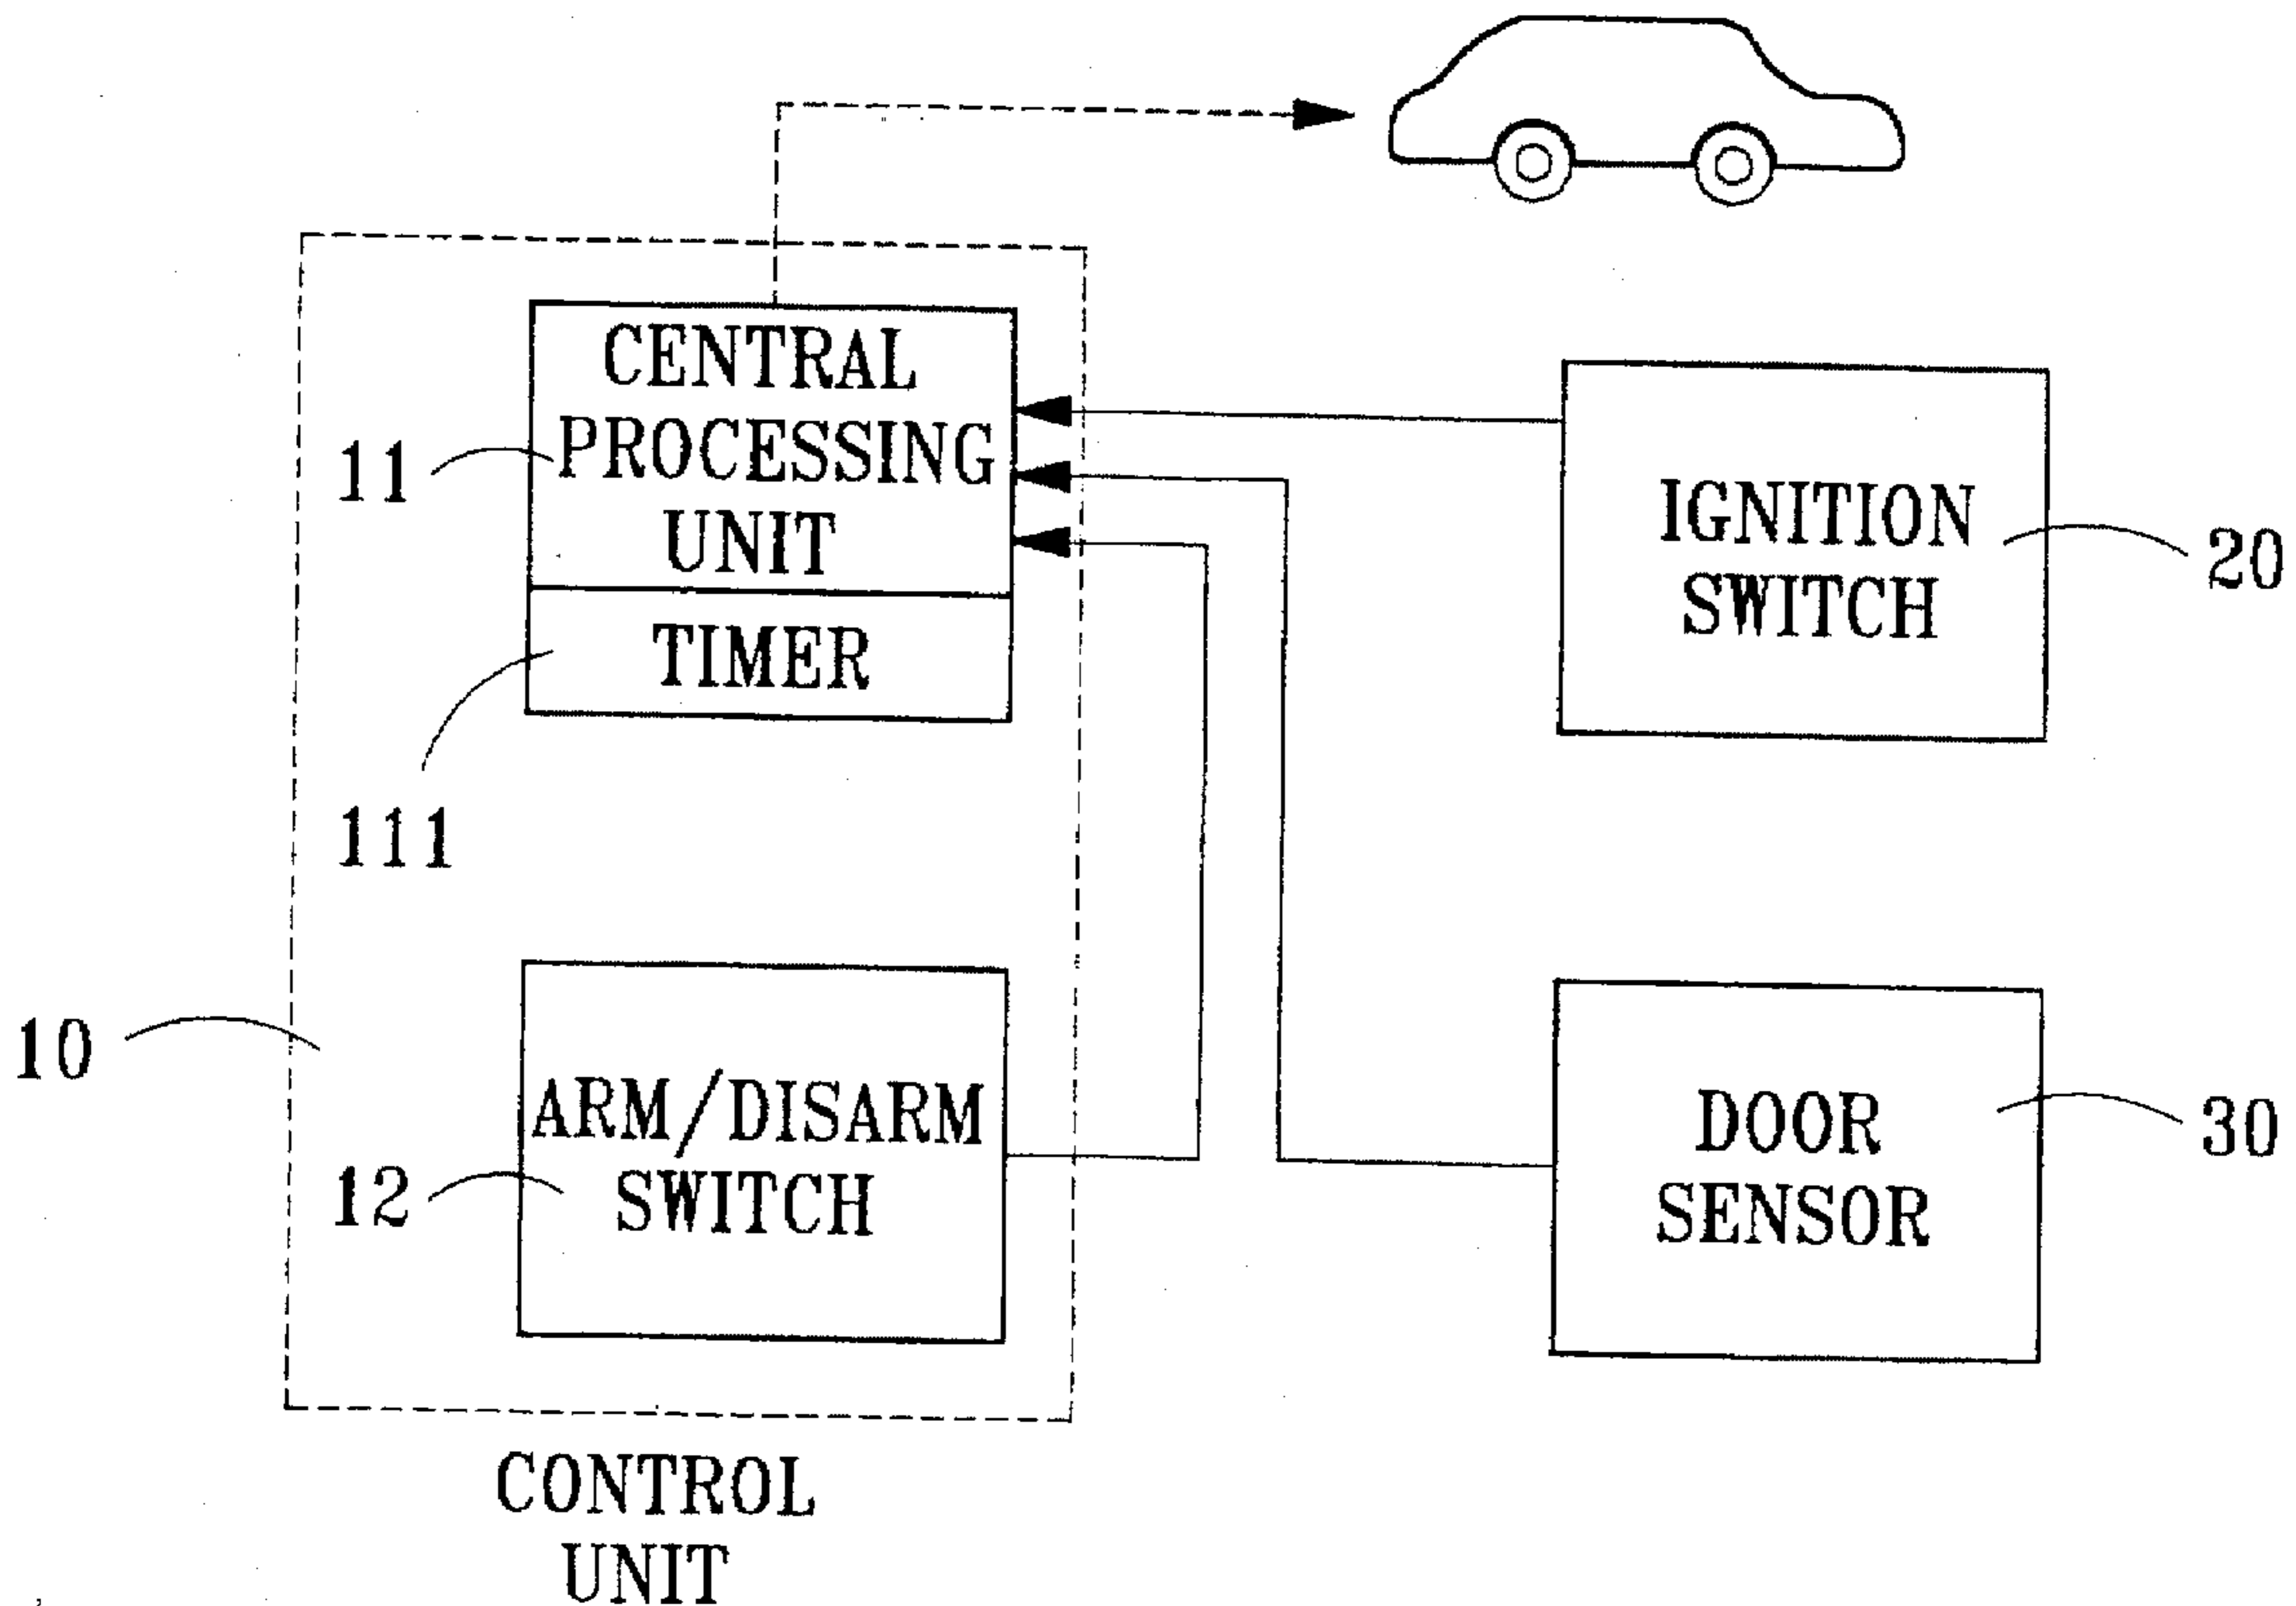 CENTRAL
PROCESSING
UNIT
11
TIMER
111
IGNITION
SWITCH
20
10
ARM/DISARM
SWITCH
12
DOOR
SENSOR
30
CONTROL
UNIT